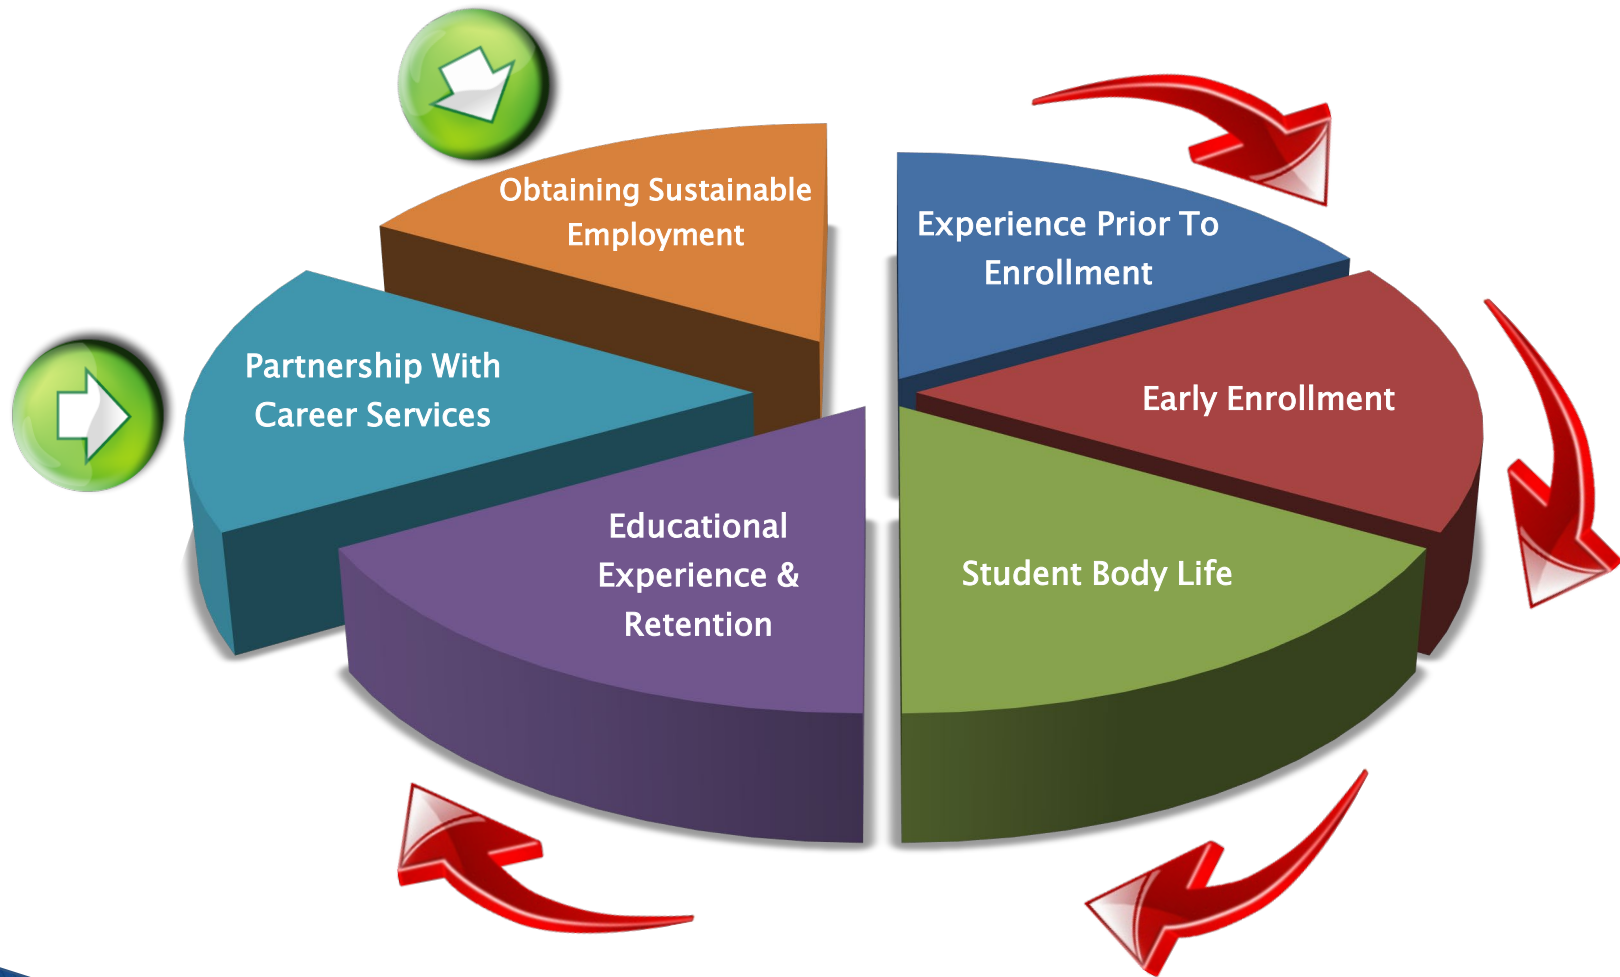 Obtaining Sustainable
Employment
Experience Prior To
Enrollment
Early Enrollment
Student Body Life
Educational
Experience &
Retention
Partnership With
Career Services